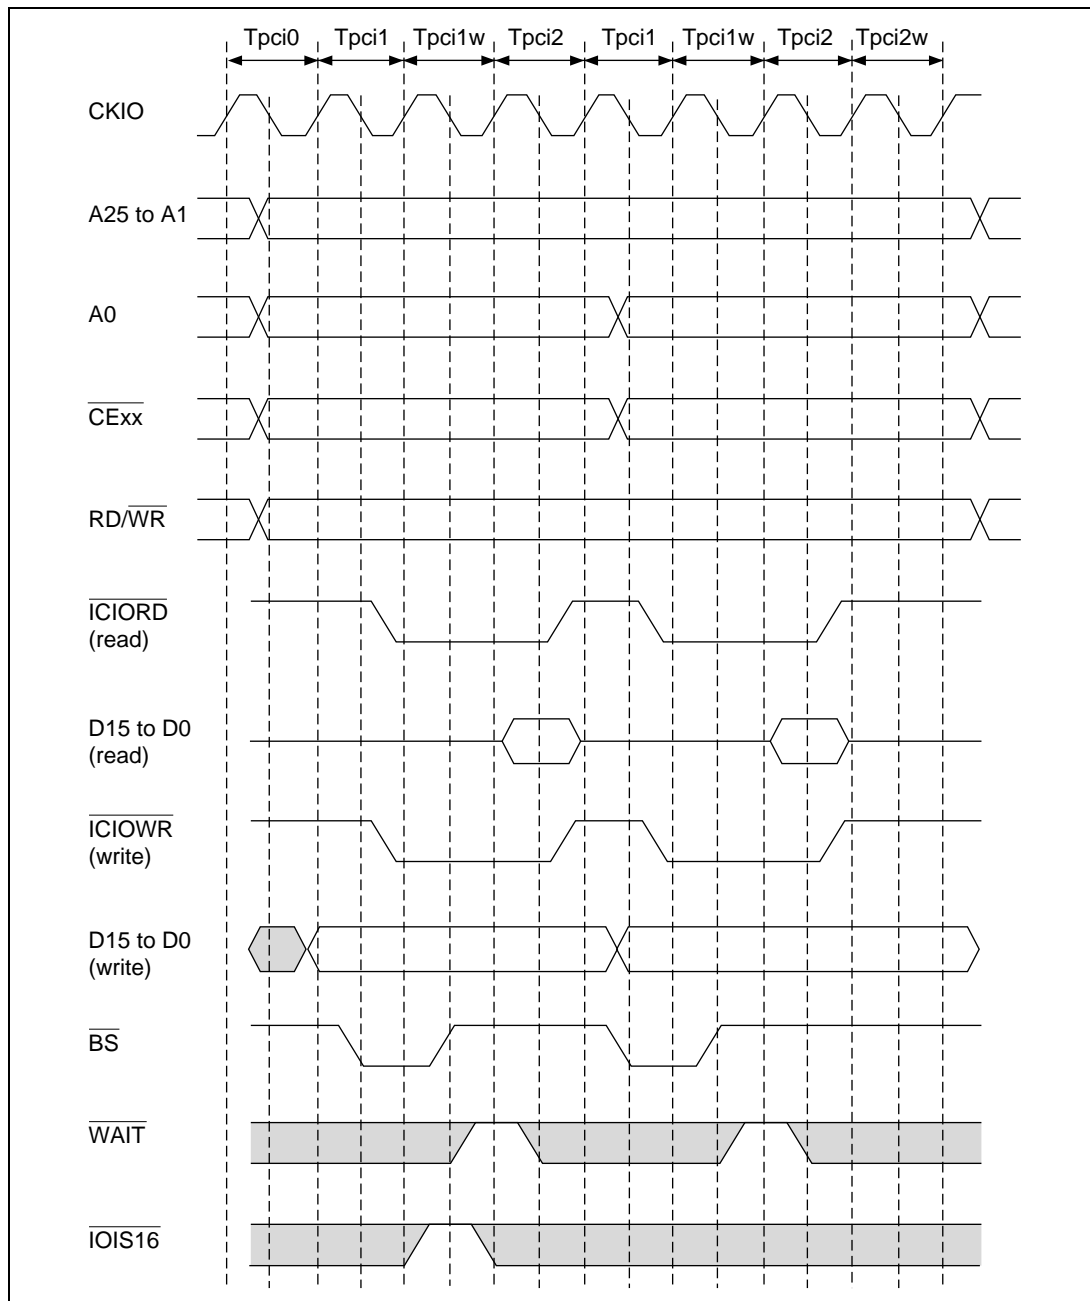 Tpci0 Tpci1 Tpci1w Tpci2 Tpci1 Tpci1w Tpci2 Tpci2w
CKIO
A25 to A1
A0
CExx
RD/WR
ICIORD
(read)
D15 to D0
(read)
ICIOWR
(write)
D15 to D0
(write)
BS
WAIT
IOIS16